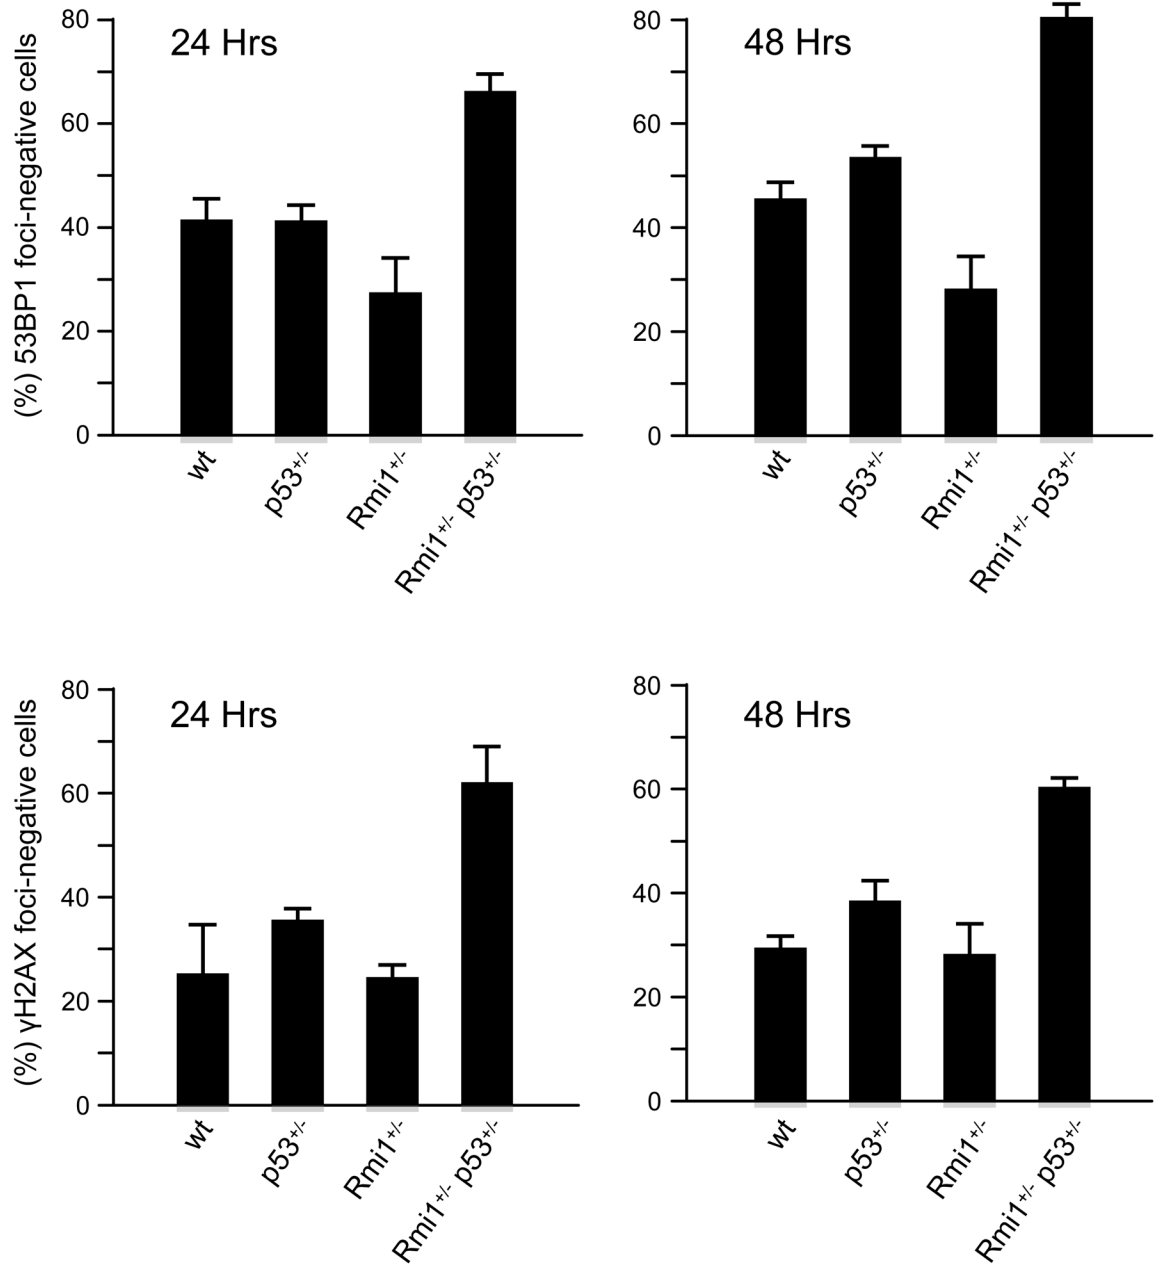 (%) 53BP1 foci-negative cells
24 Hrs
80
60
40
20
0
wt
p53+/-
Rmi1+/-
Rmi1+/- p53+/-
48 Hrs
80
60
40
20
0
wt
p53+/-
Rmi1+/-
Rmi1+/- p53+/-
(%) γH2AX foci-negative cells
24 Hrs
80
60
40
20
0
wt
p53+/-
Rmi1+/-
Rmi1+/- p53+/-
48 Hrs
80
60
40
20
0
wt
p53+/-
Rmi1+/-
Rmi1+/- p53+/-